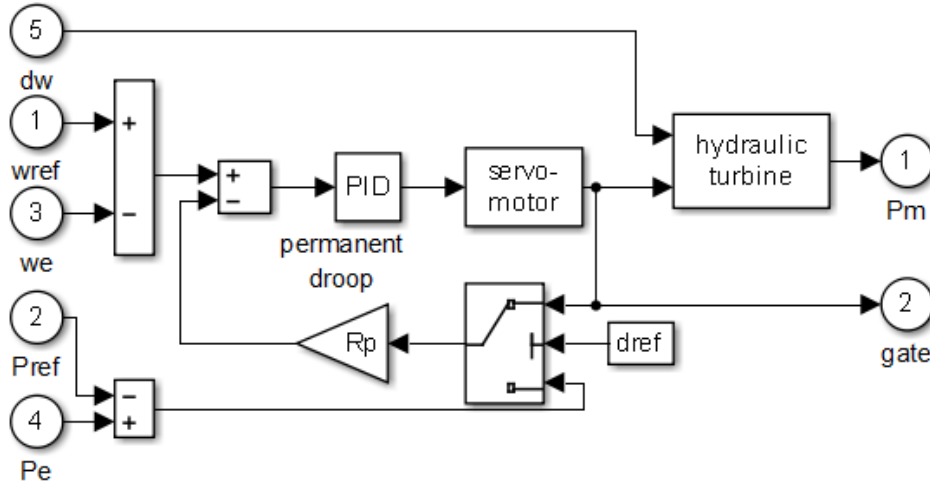 5
dw
1
wref
3
we
2
Pref
4
Pe
+
−
+
−
−
+
PID
permanent
droop
servo-
motor
hydraulic
turbine
1
Pm
Rp
dref
2
gate